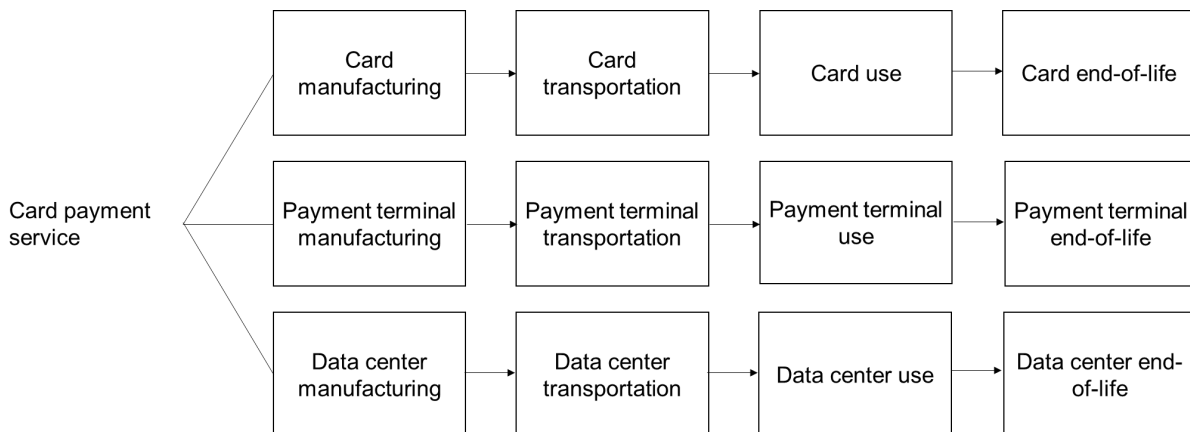 Card
manufacturing
Card
transportation
Card use
Card end-of-life
Card payment
service
Payment terminal
manufacturing
Payment terminal
transportation
Payment terminal
use
Payment terminal
end-of-life
Data center
manufacturing
Data center
transportation
Data center use
Data center end-
of-life